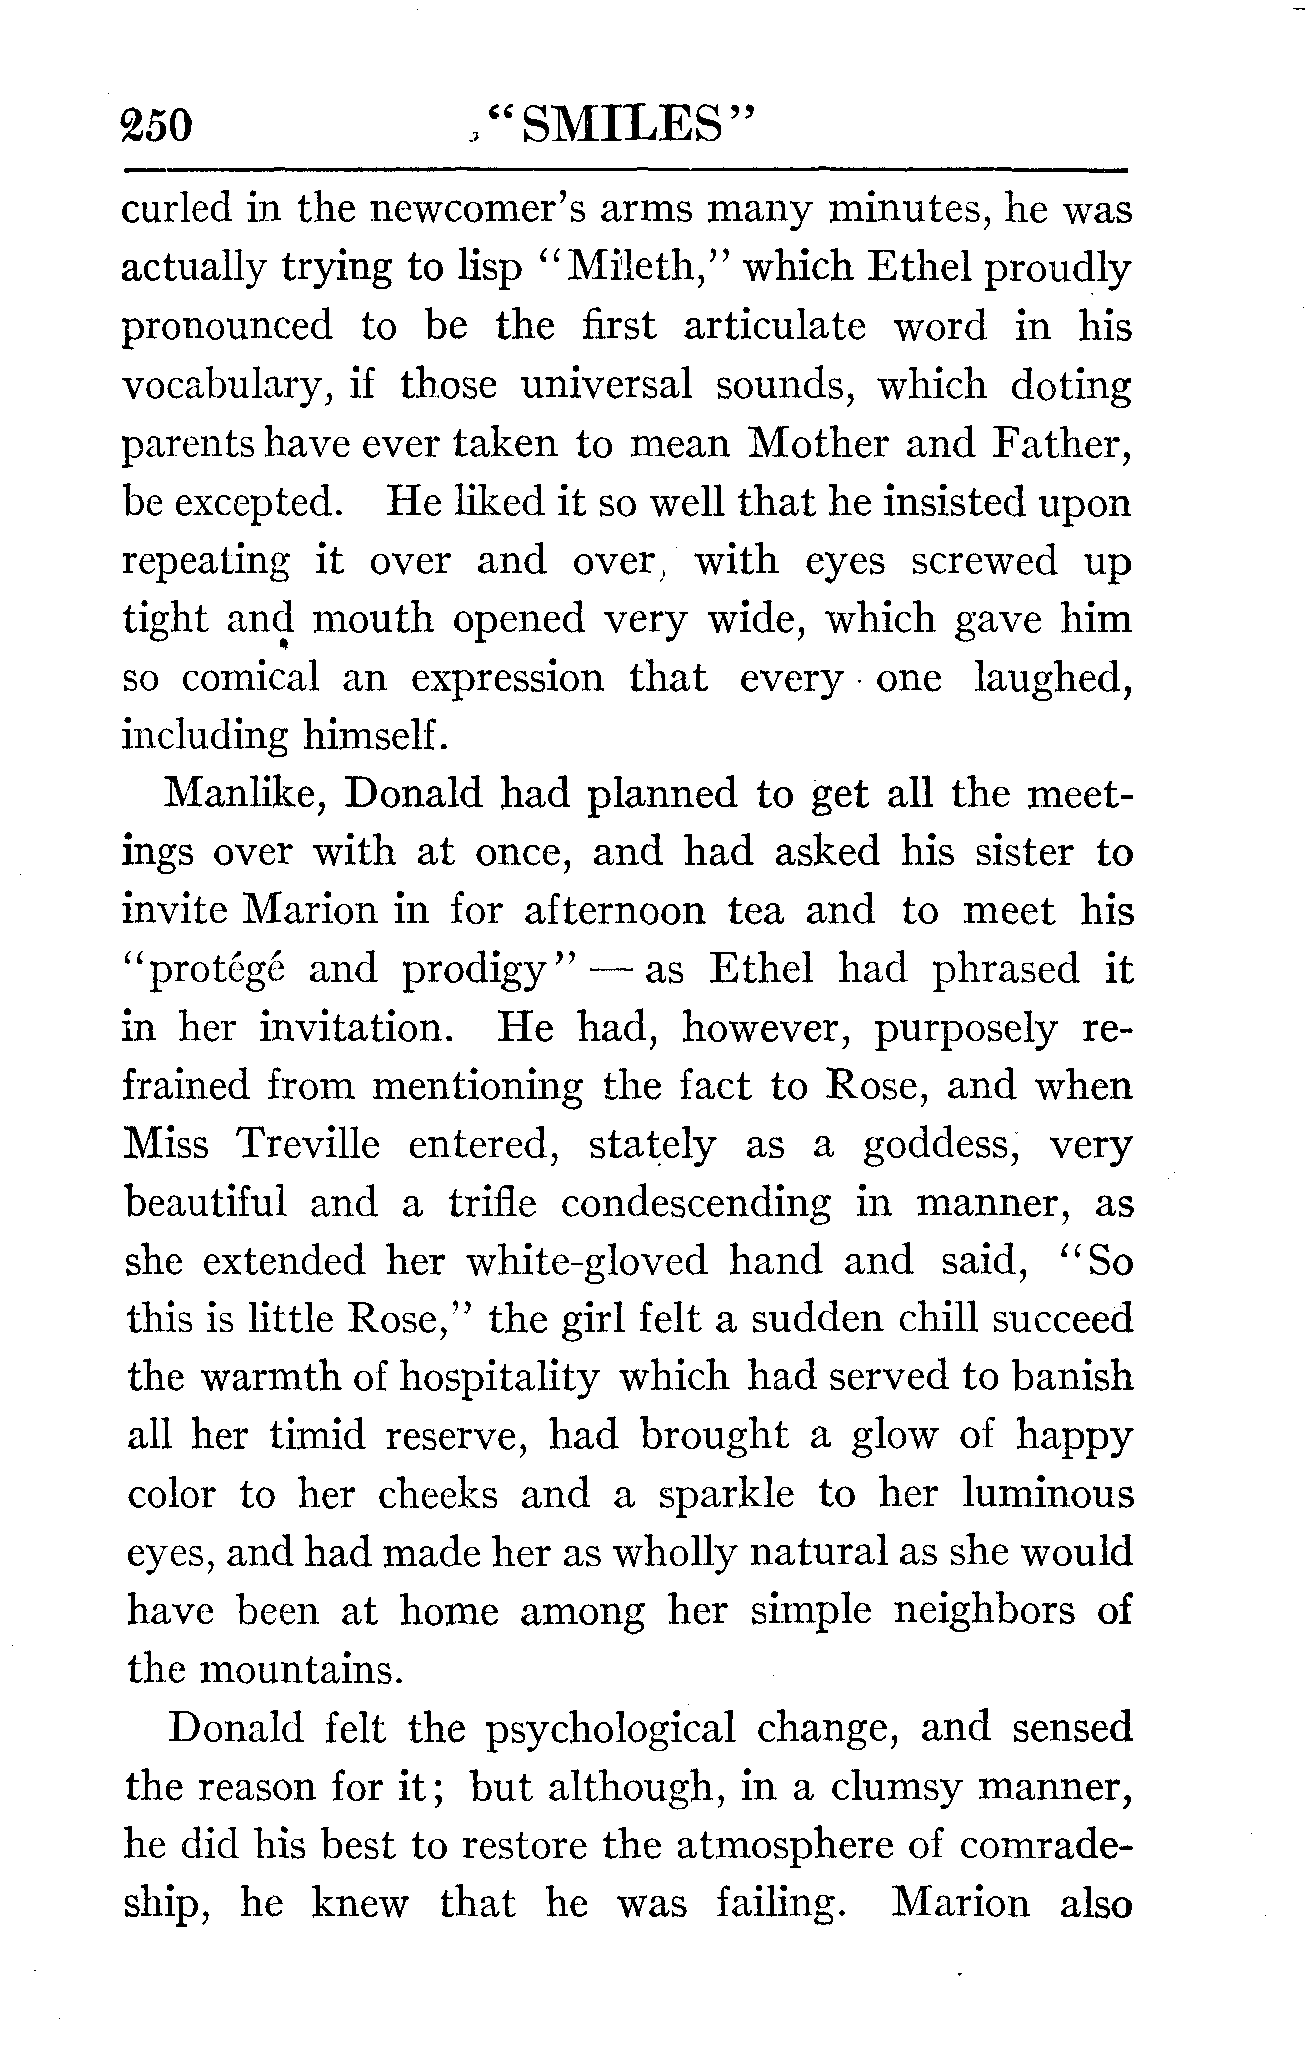 250 "SMILES"
curled in the newcomer's arms many minutes, he was
actually trying to lisp "Mileth," which Ethel proudly
pronounced to be the first articulate word in his
vocabulary, if those universal sounds, which doting
parents have ever taken to mean Mother and Father,
be excepted. He liked it so well that he insisted upon
repeating it over and over, with eyes screwed up
tight and mouth opened very wide, which gave him
so comical an expression that every one laughed,
including himself.
Manlike, Donald had planned to get all the meet-
ings over with at once, and had asked his sister to
invite Marion in for afternoon tea and to meet his
"protégé and prodigy" — as Ethel had phrased it
in her invitation. He had, however, purposely re-
frained from mentioning the fact to Rose, and when
Miss Treville entered, stately as a goddess, very
beautiful and a trifle condescending in manner, as
she extended her white-gloved hand and said, "So
this is little Rose," the girl felt a sudden chill succeed
the warmth of hospitality which had served to banish
all her timid reserve, had brought a glow of happy
color to her cheeks and a sparkle to her luminous
eyes, and had made her as wholly natural as she would
have been at home among her simple neighbors of
the mountains.
Donald felt the psychological change, and sensed
the reason for it; but although, in a clumsy manner,
he did his best to restore the atmosphere of comrade-
ship, he knew that he was failing. Marion also